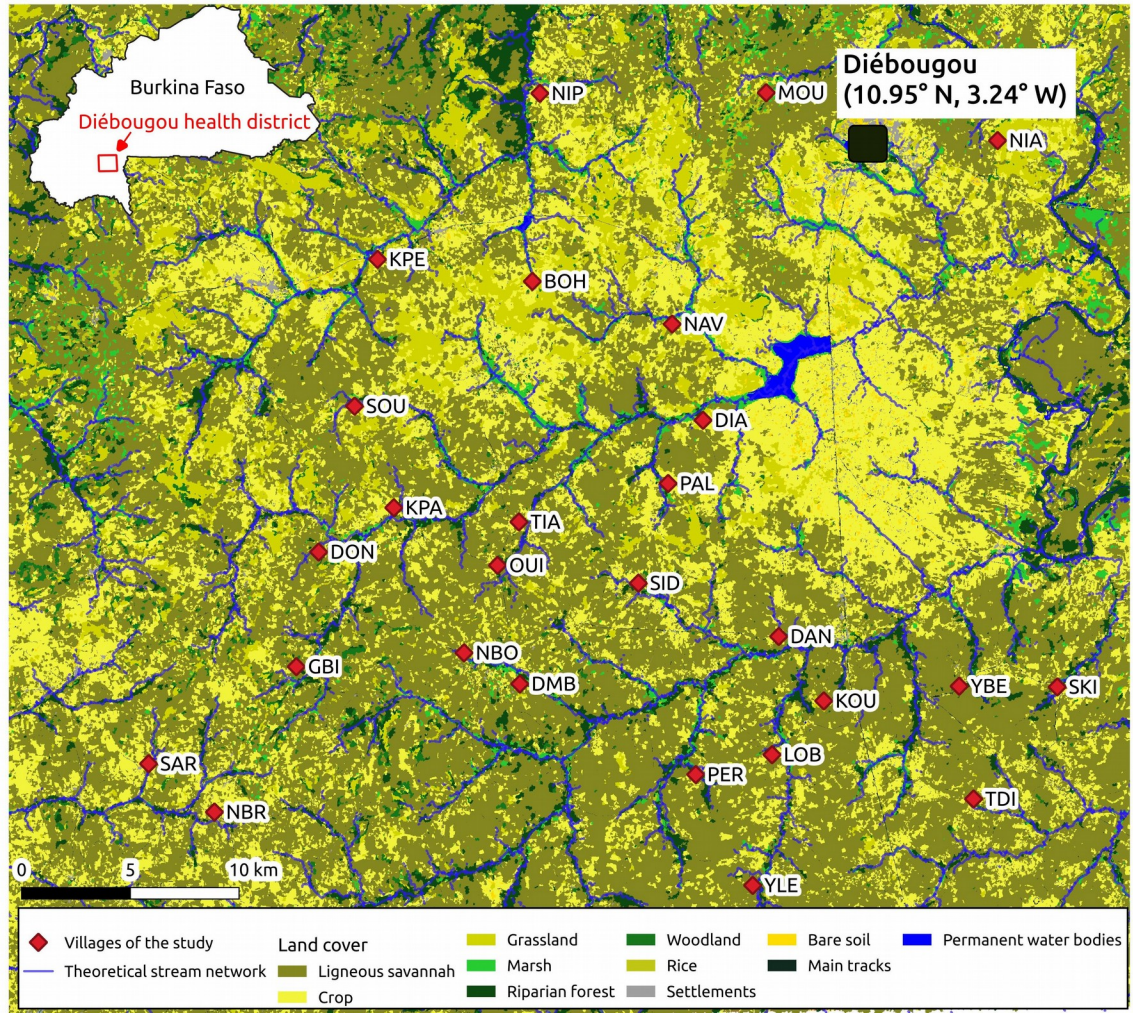 Burkina Faso
Diébougou health district
Diébougou
(10.95° N, 3.24° W)
NIP
MOU
NIA
KPE
BOH
NAV
SOU
DIA
PAL
KPA
TIA
DON
OUI
SID
DAN
NBO
GBI
DMB
YBE
SKI
KOU
LOB
SAR
PER
TDI
NBR
YLE
0 5 10 km
Villages of the study
Theoretical stream network
Land cover
Ligneous savannah
Crop
Grassland
Marsh
Riparian forest
Woodland
Rice
Settlements
Bare soil
Main tracks
Permanent water bodies